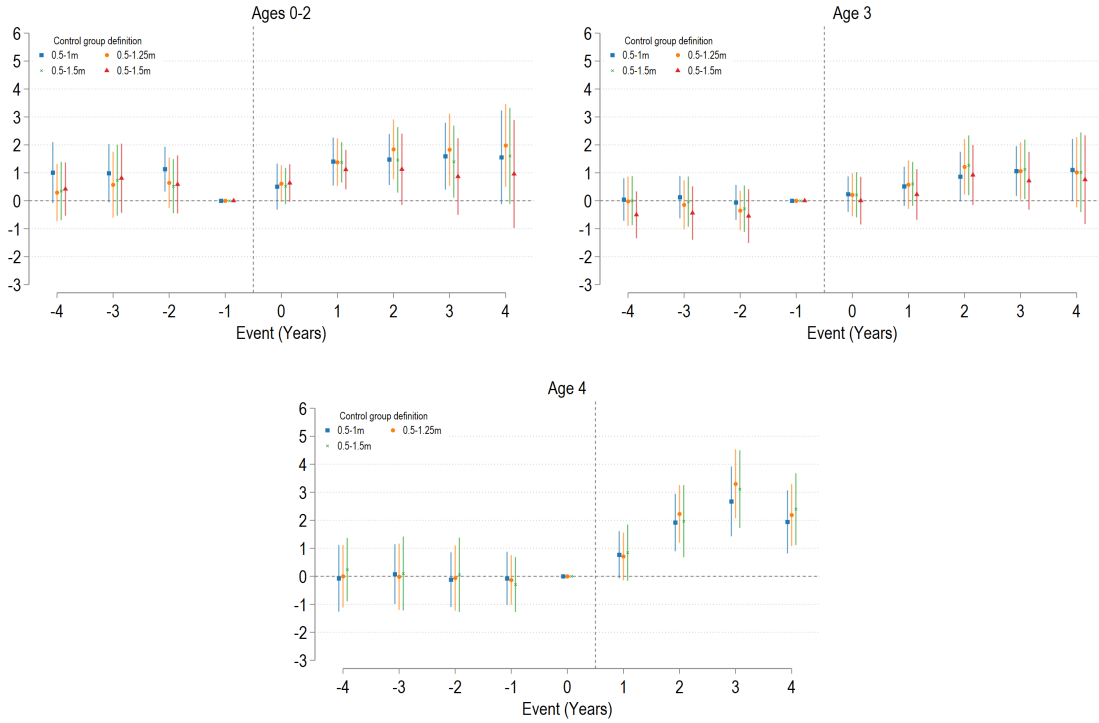 Ages 0-2
Control group definition
0.5-1m 0.5-1.25m
0.5-1.5m 0.5-1.5m
6
5
4
3
2
1
0
-1
-2
-3
-4 -3 -2 -1 0 1 2 3 4
Event (Years)
Age 3
Control group definition
0.5-1m 0.5-1.25m
0.5-1.5m 0.5-1.5m
6
5
4
3
2
1
0
-1
-2
-3
-4 -3 -2 -1 0 1 2 3 4
Event (Years)
Age 4
Control group definition
0.5-1m 0.5-1.25m
0.5-1.5m
6
5
4
3
2
1
0
-1
-2
-3
-4 -3 -2 -1 0 1 2 3 4
Event (Years)